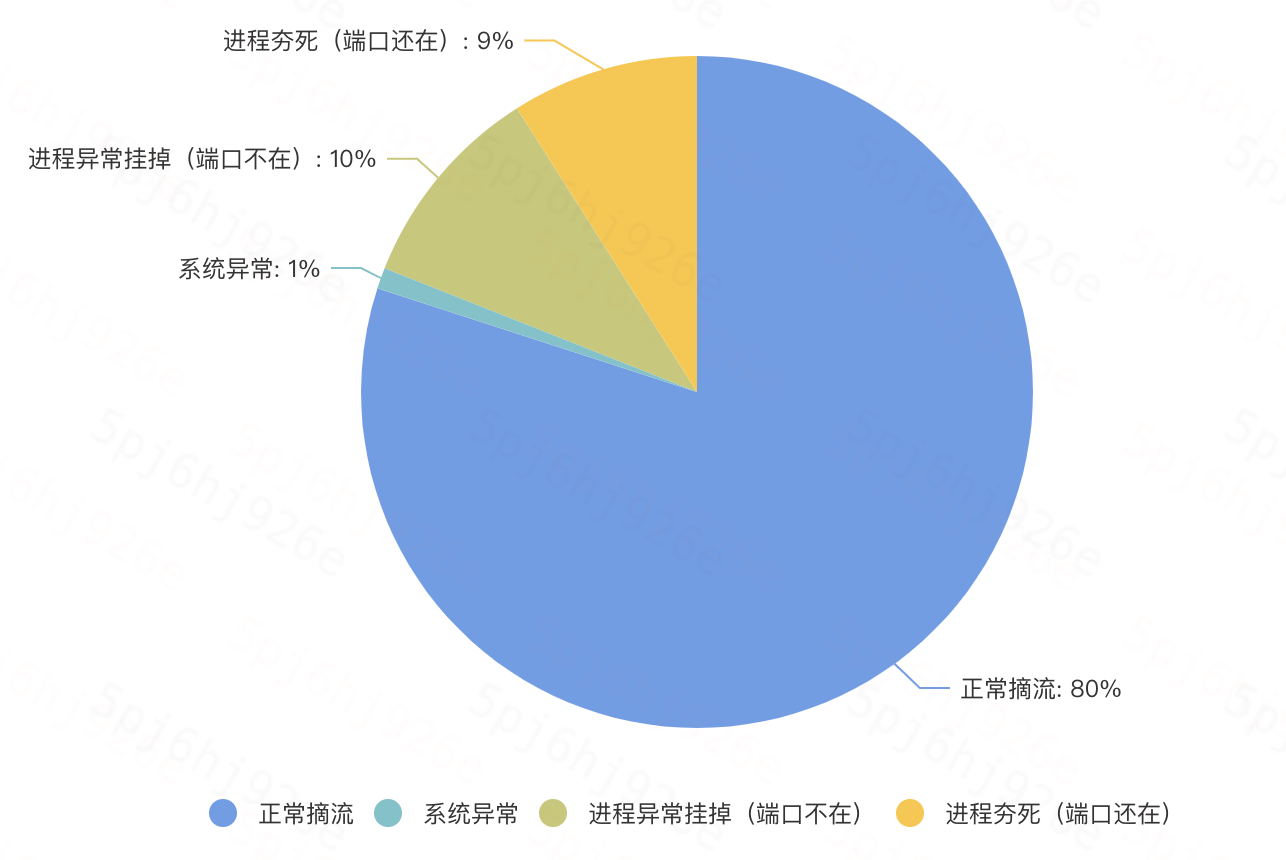 进程夯死（端口还在）: 9%
进程异常挂掉（端口不在）: 10%
系统异常: 1%
正常摘流: 80%
正常摘流 系统异常 进程异常挂掉（端口不在） 进程夯死（端口还在）
5pj6hj926e